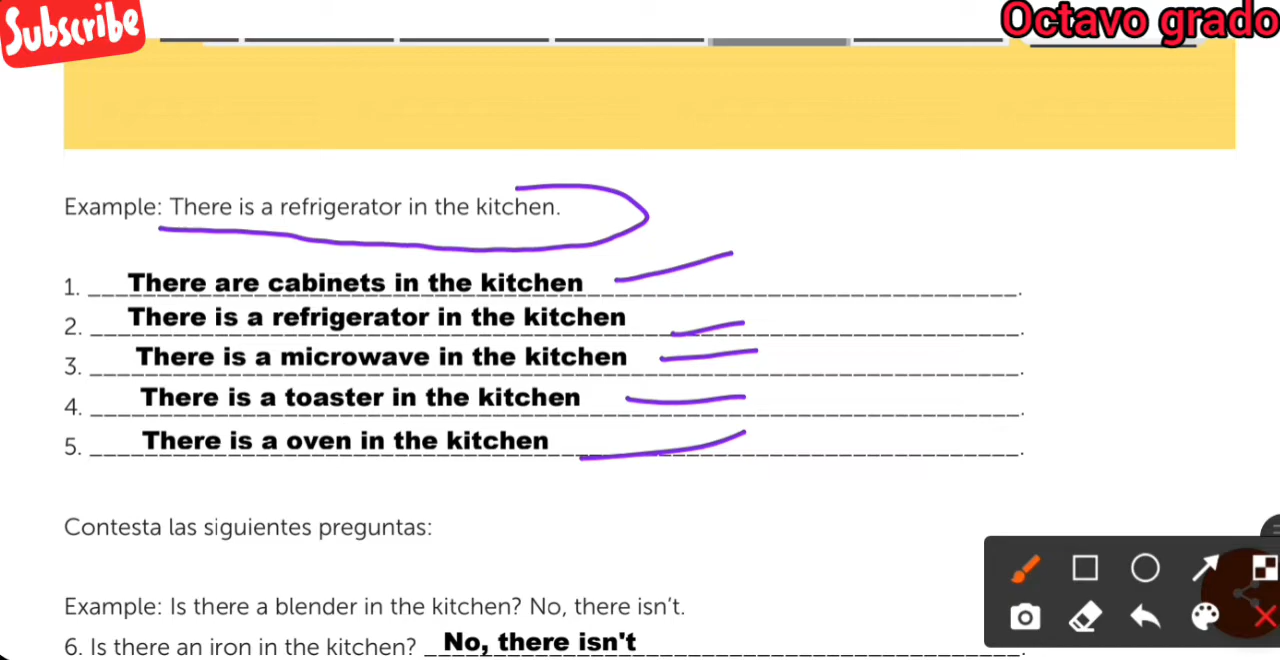 Subscribe
Octavo grado
Example: There is a refrigerator in the kitchen.
1. There are cabinets in the kitchen.
2. There is a refrigerator in the kitchen.
3. There is a microwave in the kitchen.
4. There is a toaster in the kitchen.
5. There is a oven in the kitchen.
Contesta las siguientes preguntas:
Example: Is there a blender in the kitchen? No, there isn't.
6. Is there an iron in the kitchen? No, there isn't.